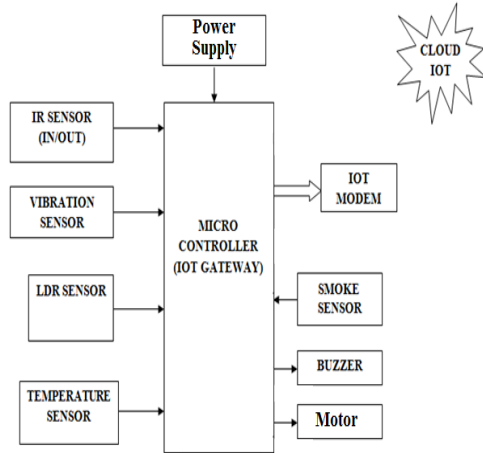 Power
Supply
CLOUD
IOT
IR SENSOR
(IN/OUT)
VIBRATION
SENSOR
LDR SENSOR
TEMPERATURE
SENSOR
MICRO
CONTROLLER
(IOT GATEWAY)
IOT
MODEM
SMOKE
SENSOR
BUZZER
Motor